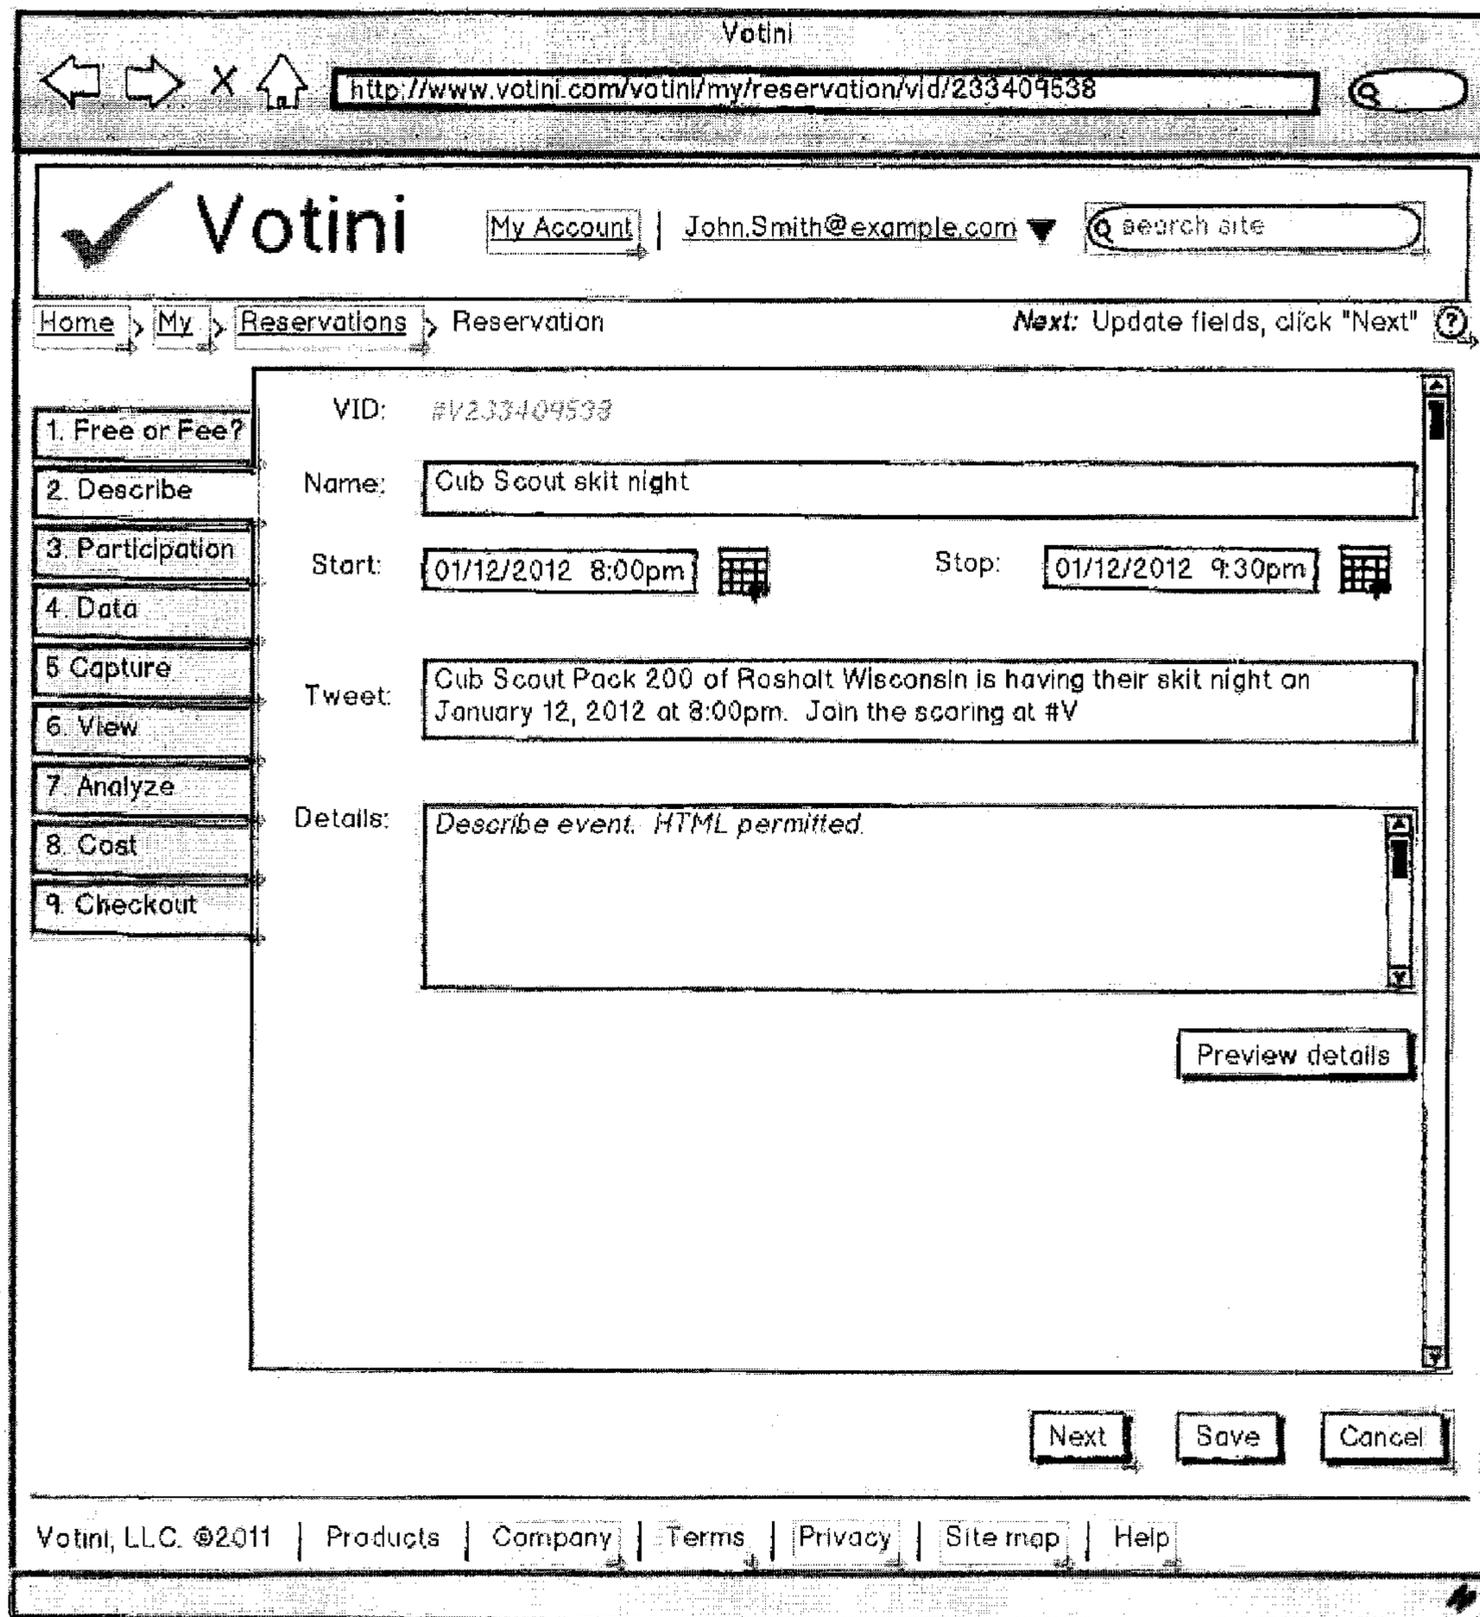 Votini
http://www.votini.com/votini/my/reservation/vid/233409538
Votini
My Account | John.Smith@example.com
search site
Home > My > Reservations > Reservation
Next: Update fields, click "Next" ?
1. Free or Fee?
2. Describe
3. Participation
4. Data
5 Capture
6. View
7. Analyze
8. Cost
9. Checkout
VID: #V233409538
Name: Cub Scout skit night
Start: 01/12/2012 8:00pm
Stop: 01/12/2012 9:30pm
Tweet: Cub Scout Pack 200 of Rosholt Wisconsin is having their skit night on
January 12, 2012 at 8:00pm. Join the scoring at #V
Details: Describe event. HTML permitted.
Preview details
Next
Save
Cancel
Votini, LLC. ©2011 | Products | Company | Terms | Privacy | Site map | Help